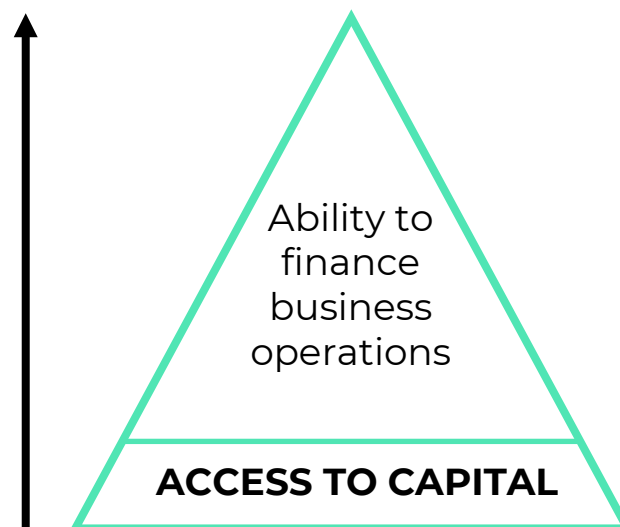 Ability to
finance
business
operations
ACCESS TO CAPITAL